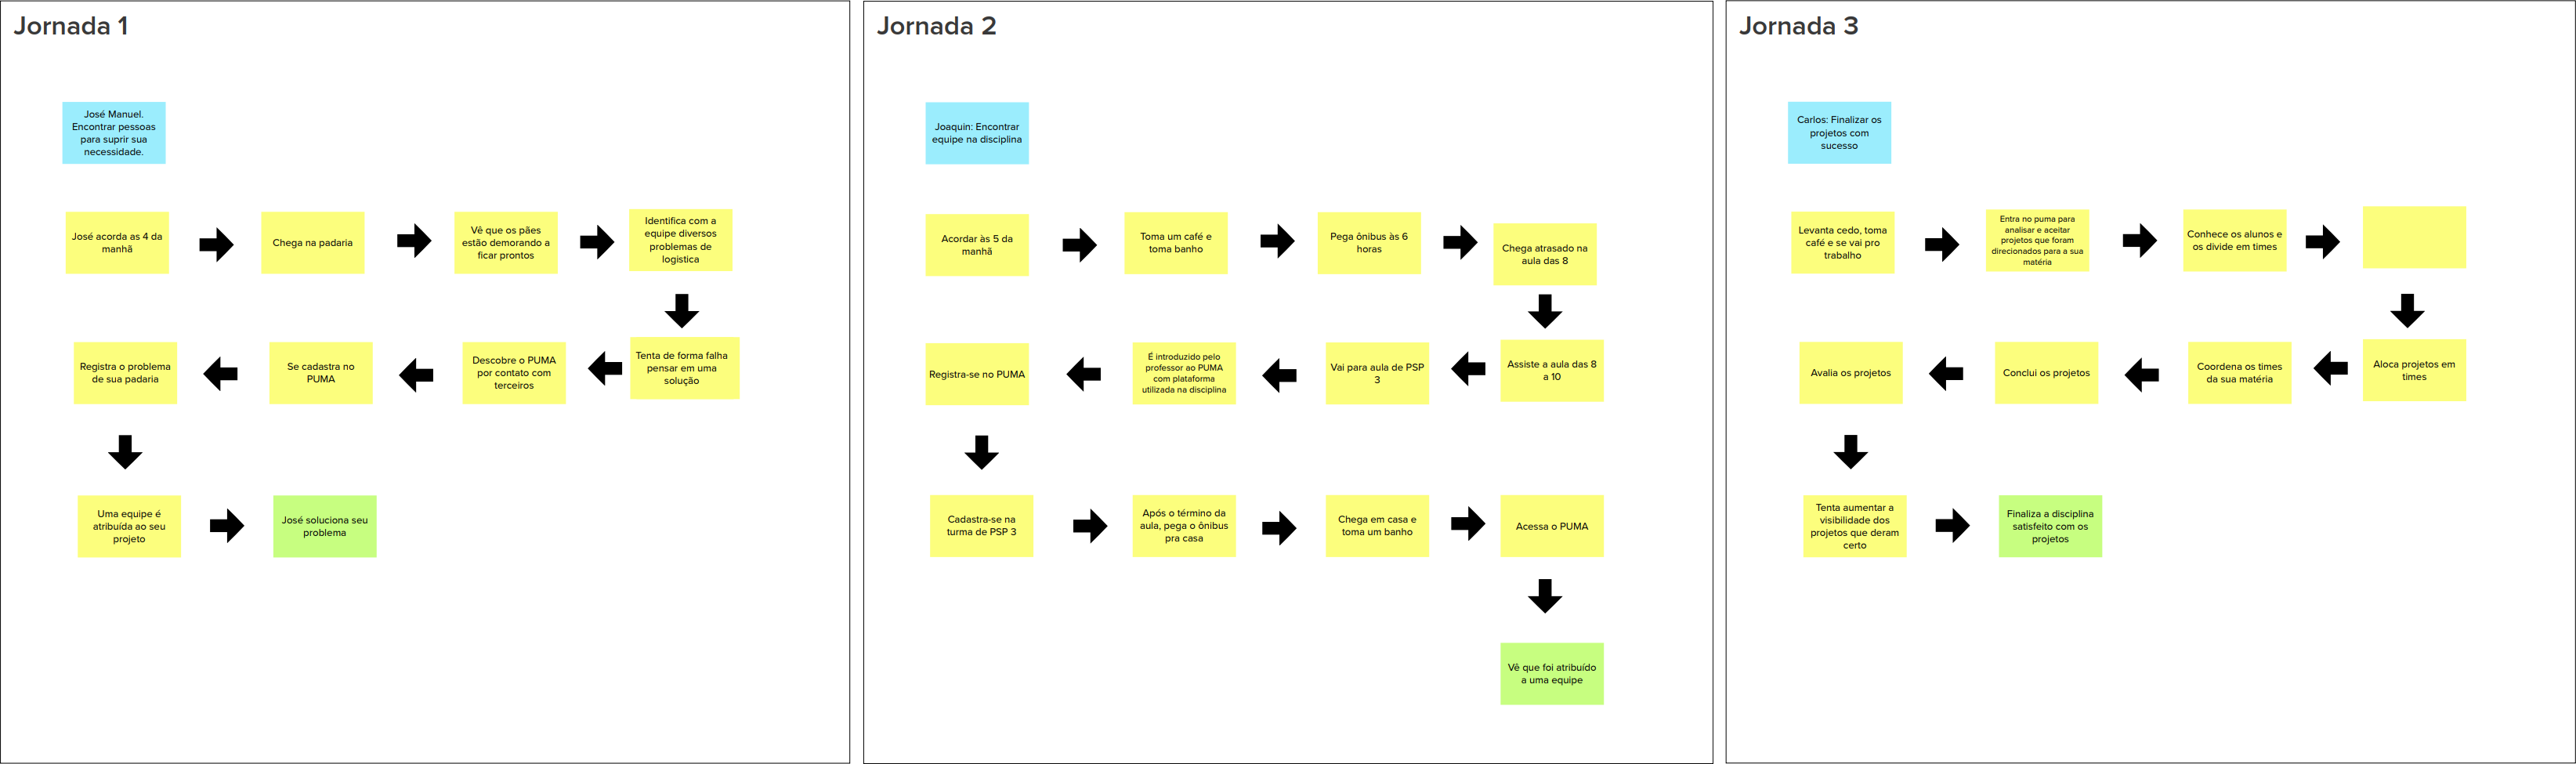 Jornada 1
José Manuel.
Encontrar pessoas
para suprir sua
necessidade.
José acorda as 4 da
manhã
Chega na padaria
Vê que os pães
estão demorando a
ficar prontos
Identifica com a
equipe diversos
problemas de
logistica
Tenta de forma falha
pensar em uma
solução
Descobre o PUMA
por contato com
terceiros
Se cadastra no
PUMA
Registra o problema
de sua padaria
Uma equipe é
atribuída ao seu
projeto
José soluciona seu
problema
Jornada 2
Joaquin: Encontrar
equipe na disciplina
Acordar às 5 da
manhã
Toma um café e
toma banho
Pega ônibus às 6
horas
Chega atrasado na
aula das 8
Assiste a aula das 8
a 10
Vai para aula de PSP
3
É introduzido pelo
professor ao PUMA
com plataforma
utilizada na disciplina
Registra-se no PUMA
Cadastra-se na
turma de PSP 3
Após o término da
aula, pega o ônibus
pra casa
Chega em casa e
toma um banho
Acessa o PUMA
Vê que foi atribuído
a uma equipe
Jornada 3
Carlos: Finalizar os
projetos com
sucesso
Levanta cedo, toma
café e se vai pro
trabalho
Entra no puma para
analisar e aceitar
projetos que foram
direcionados para a sua
matéria
Conhece os alunos e
os divide em times
Aloca projetos em
times
Coordena os times
da sua matéria
Conclui os projetos
Avalia os projetos
Tenta aumentar a
visibilidade dos
projetos que deram
certo
Finaliza a disciplina
satisfeito com os
projetos